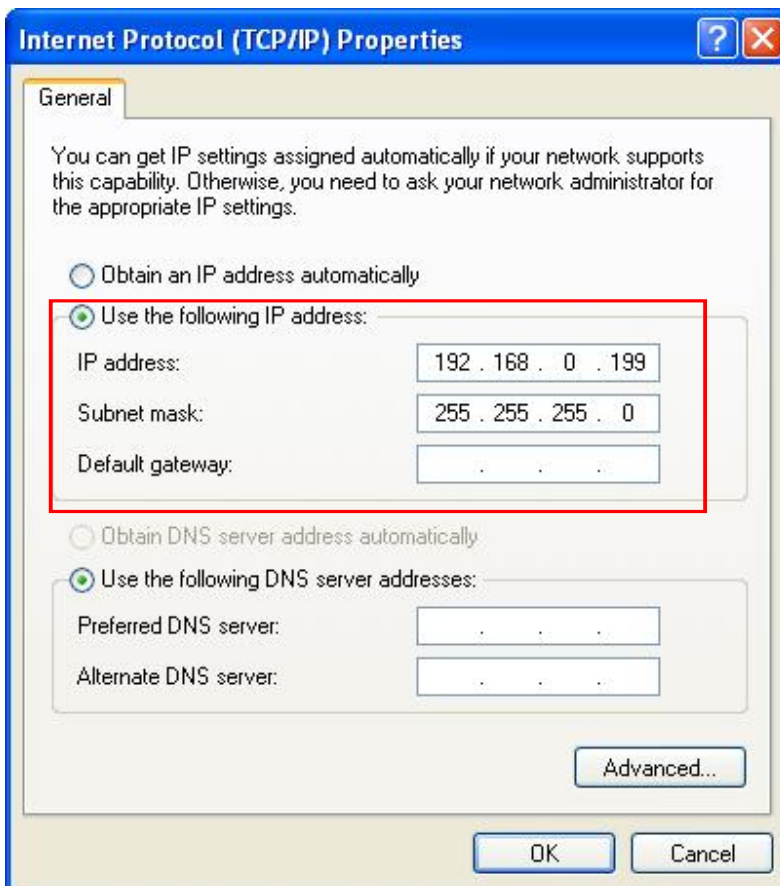 Internet Protocol (TCP/IP) Properties
General
You can get IP settings assigned automatically if your network supports
this capability. Otherwise, you need to ask your network administrator for
the appropriate IP settings.
Obtain an IP address automatically
Use the following IP address:
IP address: 192 . 168 . 0 . 199
Subnet mask: 255 . 255 . 255 . 0
Default gateway: . . .
Obtain DNS server address automatically
Use the following DNS server addresses:
Preferred DNS server: . . .
Alternate DNS server: . . .
Advanced...
OK Cancel